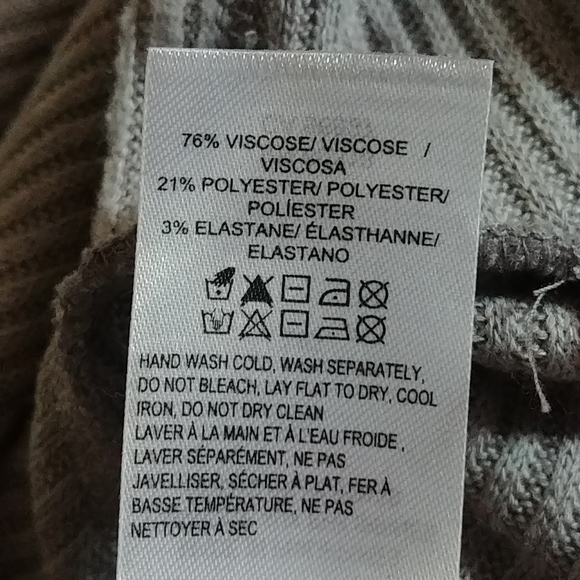 76% VISCOSE/ VISCOSE /
VISCOSA
21% POLYESTER/ POLYESTER/
POLÍESTER
3% ELASTANE/ ÉLASTHANNE/
ELASTANO
HAND WASH COLD, WASH SEPARATELY,
DO NOT BLEACH, LAY FLAT TO DRY, COOL
IRON, DO NOT DRY CLEAN
LAVER À LA MAIN ET À L'EAU FROIDE ,
LAVER SÉPARÉMENT, NE PAS
JAVELLISER, SÉCHER À PLAT, FER À
BASSE TEMPÉRATURE, NE PAS
NETTOYER À SEC